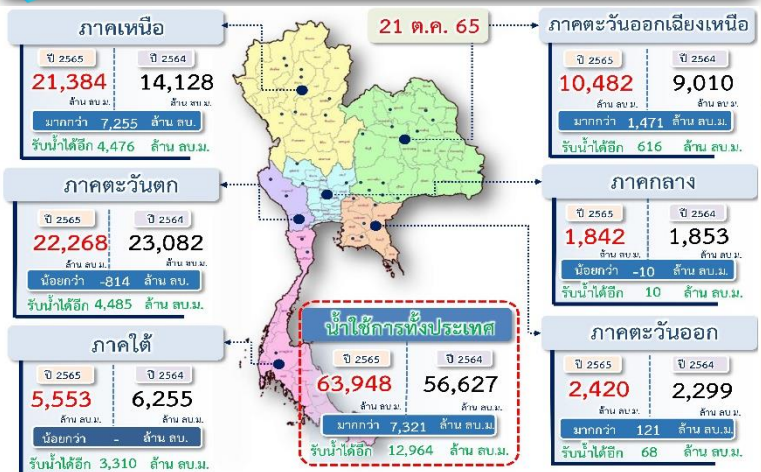 ภาคเหนือ
ปี 2565 ปี 2564
21,384 14,128
ล้าน ลบ.ม. ล้าน ลบ.ม.
มากกว่า 7,255 ล้าน ลบ.
รับน้ำได้อีก 4,476 ล้าน ลบ.ม.
21 ต.ค. 65
ภาคตะวันออกเฉียงเหนือ
ปี 2565 ปี 2564
10,482 9,010
ล้าน ลบ.ม. ล้าน ลบ.ม.
มากกว่า 1,471 ล้าน ลบ.ม.
รับน้ำได้อีก 616 ล้าน ลบ.ม.
ภาคตะวันตก
ปี 2565 ปี 2564
22,268 23,082
ล้าน ลบ.ม. ล้าน ลบ.ม.
น้อยกว่า -814 ล้าน ลบ.
รับน้ำได้อีก 4,485 ล้าน ลบ.ม.
ภาคกลาง
ปี 2565 ปี 2564
1,842 1,853
ล้าน ลบ.ม. ล้าน ลบ.ม.
น้อยกว่า -10 ล้าน ลบ.ม.
รับน้ำได้อีก 10 ล้าน ลบ.ม.
ภาคใต้
ปี 2565 ปี 2564
5,553 6,255
ล้าน ลบ.ม. ล้าน ลบ.ม.
น้อยกว่า - ล้าน ลบ.
รับน้ำได้อีก 3,310 ล้าน ลบ.ม.
น้ำใช้การทั้งประเทศ
ปี 2565 ปี 2564
63,948 56,627
ล้าน ลบ.ม. ล้าน ลบ.ม.
มากกว่า 7,321 ล้าน ลบ.ม.
รับน้ำได้อีก 12,964 ล้าน ลบ.ม.
ภาคตะวันออก
ปี 2565 ปี 2564
2,420 2,299
ล้าน ลบ.ม. ล้าน ลบ.ม.
มากกว่า 121 ล้าน ลบ.ม.
รับน้ำได้อีก 68 ล้าน ลบ.ม.